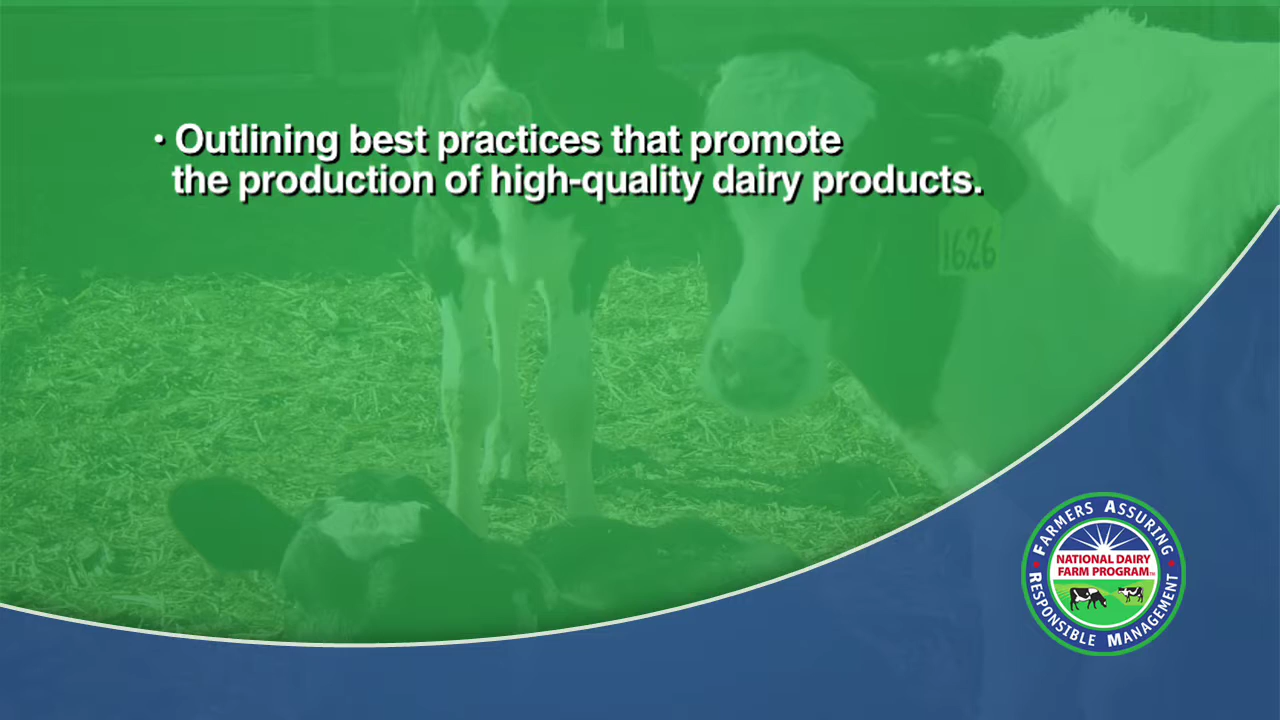 • Outlining best practices that promote
the production of high-quality dairy products.
1626
FARMERS ASSURING
NATIONAL DAIRY
FARM PROGRAM™
RESPONSIBLE MANAGEMENT